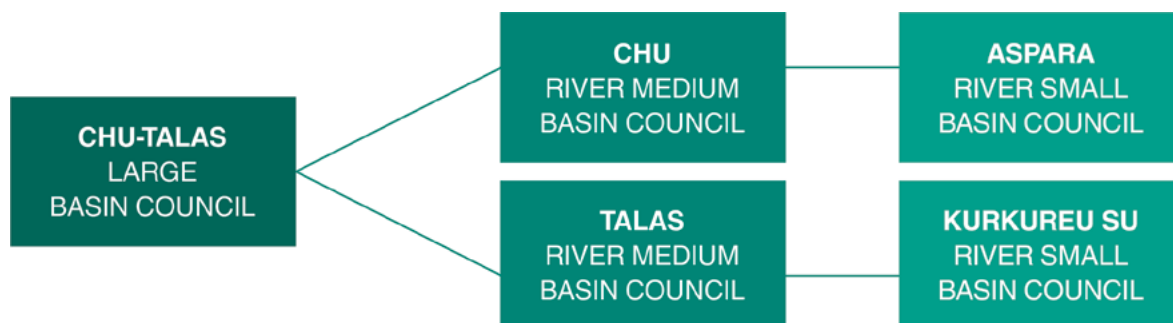 CHU-TALAS
LARGE
BASIN COUNCIL
CHU
RIVER MEDIUM
BASIN COUNCIL
TALAS
RIVER MEDIUM
BASIN COUNCIL
ASPARA
RIVER SMALL
BASIN COUNCIL
KURKUREU SU
RIVER SMALL
BASIN COUNCIL